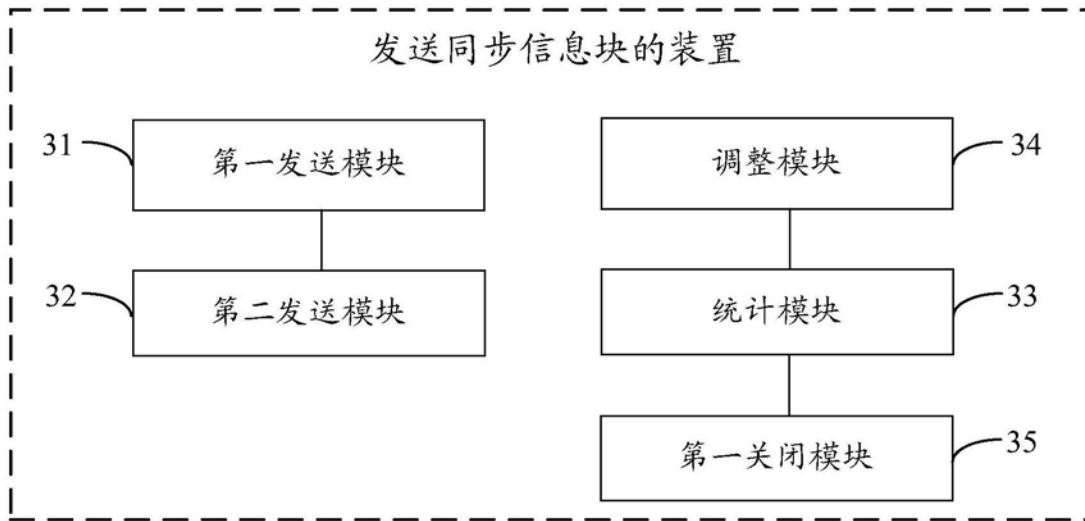 发送同步信息块的装置
31
第一发送模块
调整模块
34
32
第二发送模块
统计模块
33
第一关闭模块
35